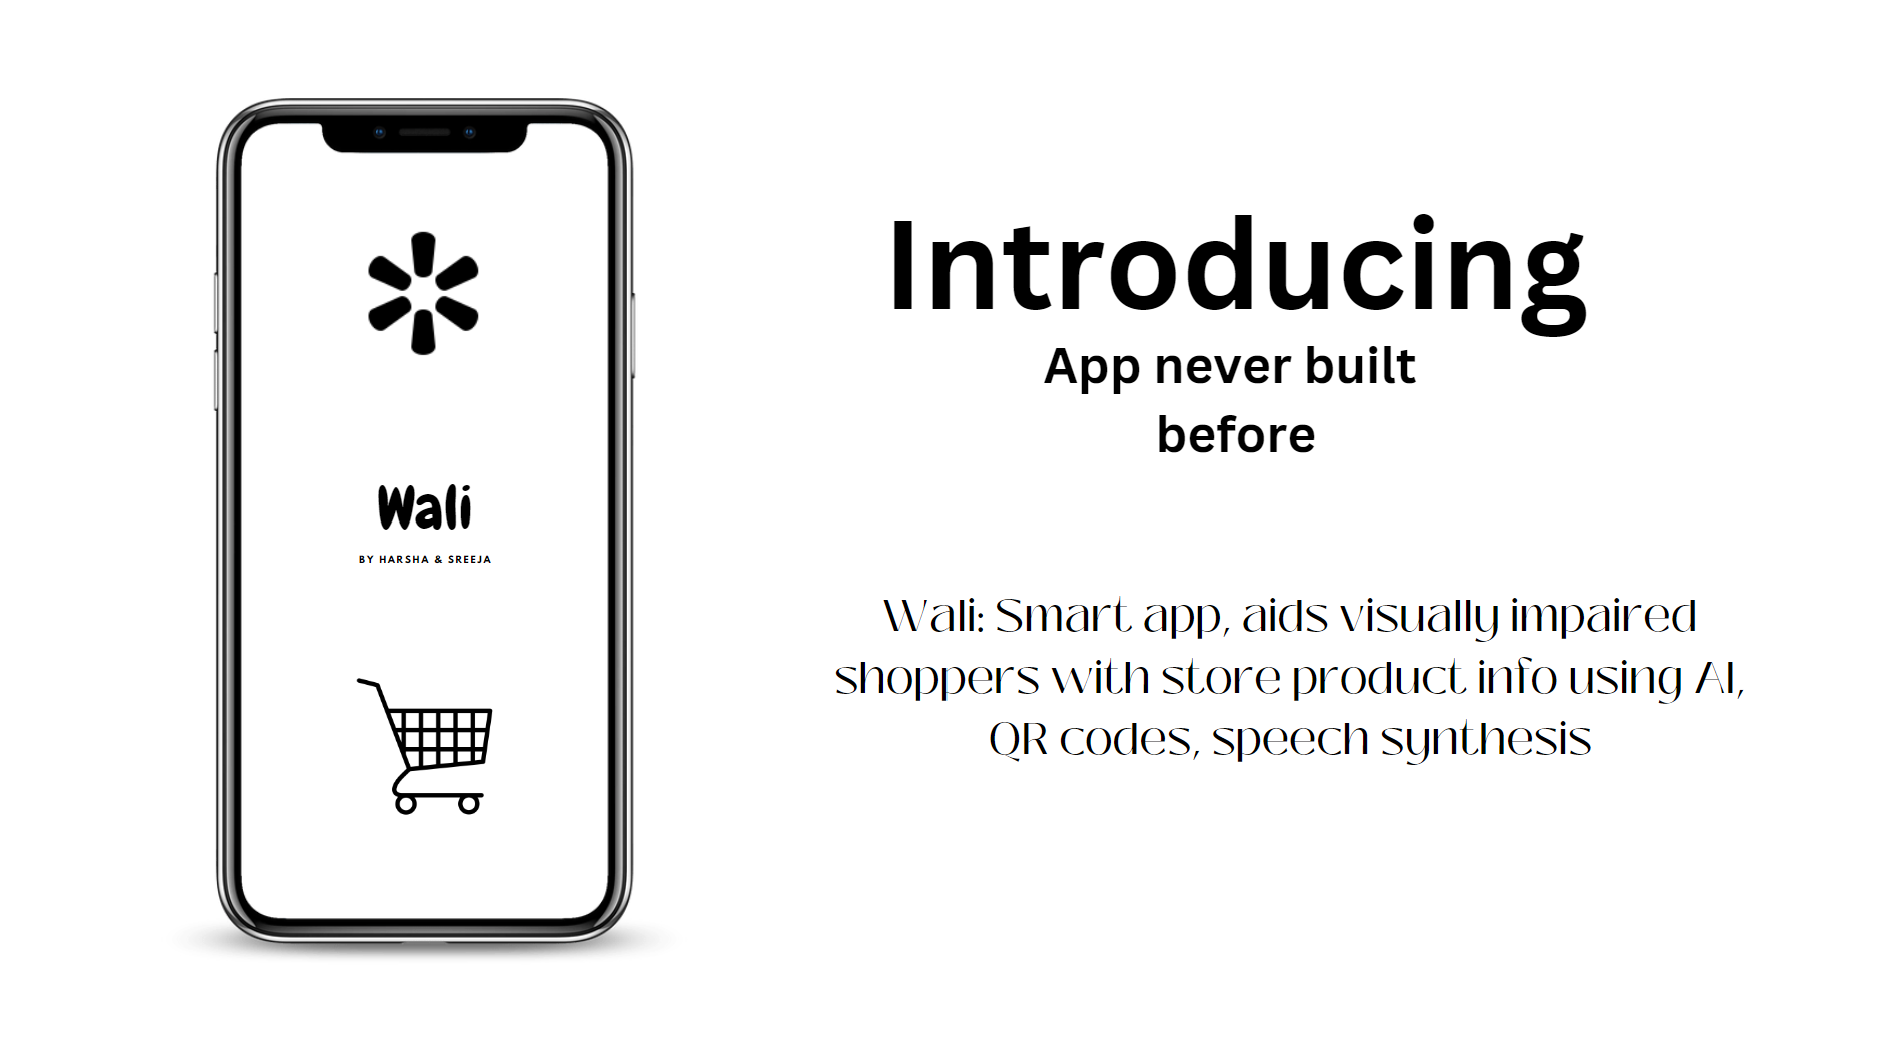 Wali
BY HARSHA & SREEJA
Introducing
App never built
before
Wali: Smart app, aids visually impaired
shoppers with store product info using AI,
QR codes, speech synthesis